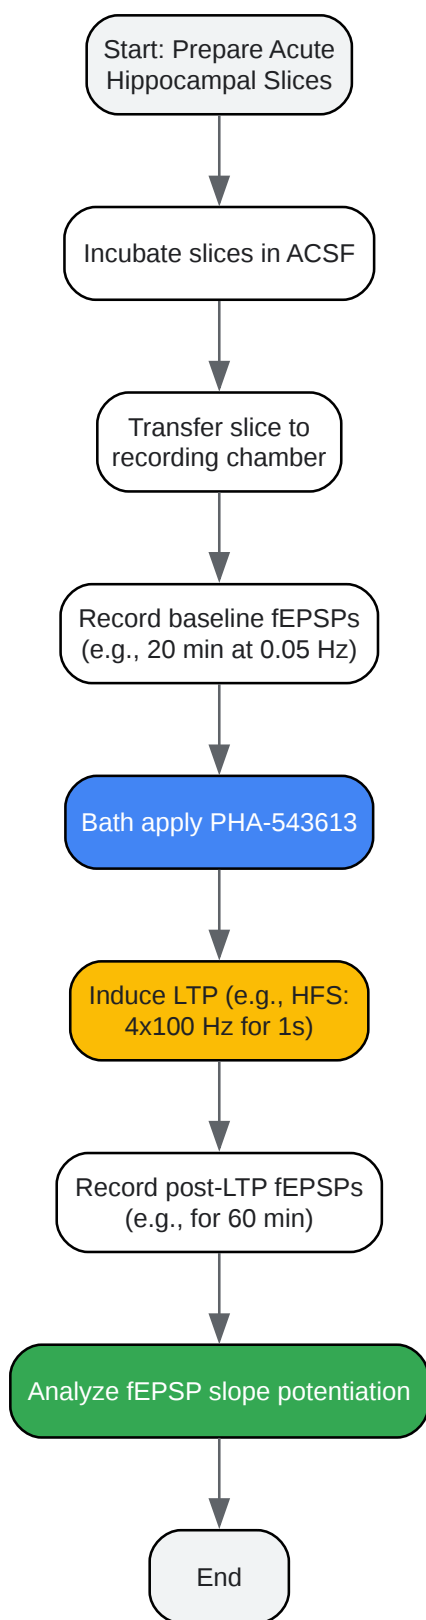 Start: Prepare Acute
Hippocampal Slices
Incubate slices in ACSF
Transfer slice to
recording chamber
Record baseline fEPSPs
(e.g., 20 min at 0.05 Hz)
Bath apply PHA-543613
Induce LTP (e.g., HFS:
4x100 Hz for 1s)
Record post-LTP fEPSPs
(e.g., for 60 min)
Analyze fEPSP slope potentiation
End